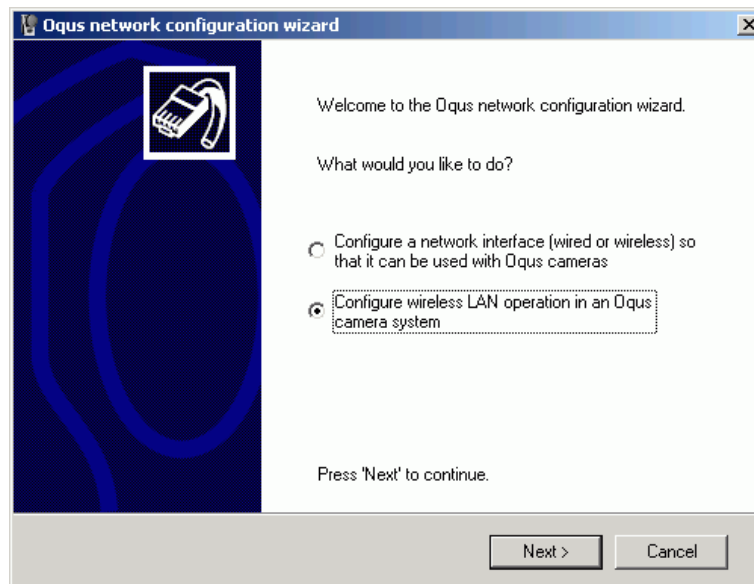 Oqus network configuration wizard
Welcome to the Oqus network configuration wizard.
What would you like to do?
Configure a network interface (wired or wireless) so
that it can be used with Oqus cameras
Configure wireless LAN operation in an Oqus
camera system
Press 'Next' to continue.
Next >
Cancel